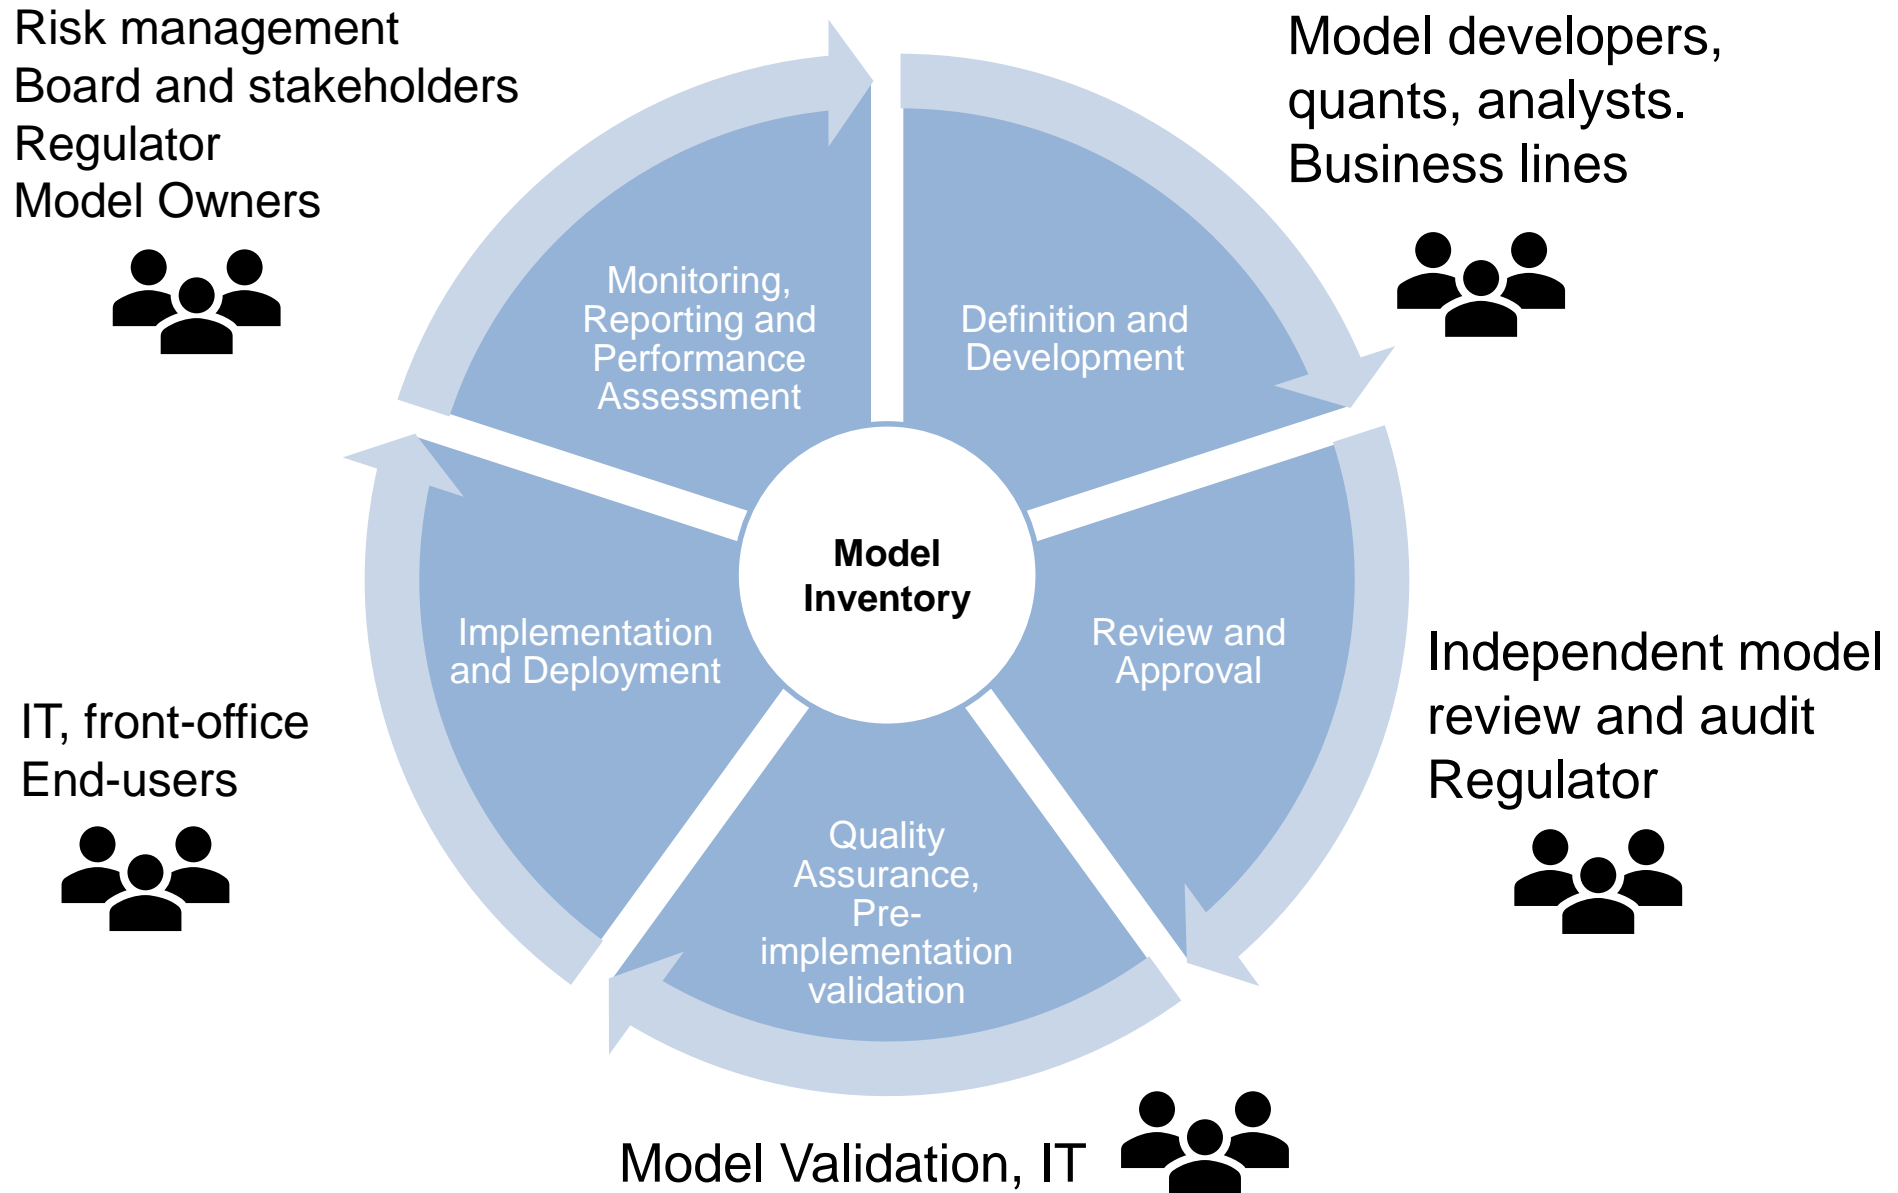 Risk management
Board and stakeholders
Regulator
Model Owners
Model developers,
quants, analysts.
Business lines
Monitoring,
Reporting and
Performance
Assessment
Definition and
Development
Model
Inventory
Implementation
and Deployment
Review and
Approval
Independent model
review and audit
Regulator
IT, front-office
End-users
Quality
Assurance,
Pre-
implementation
validation
Model Validation, IT